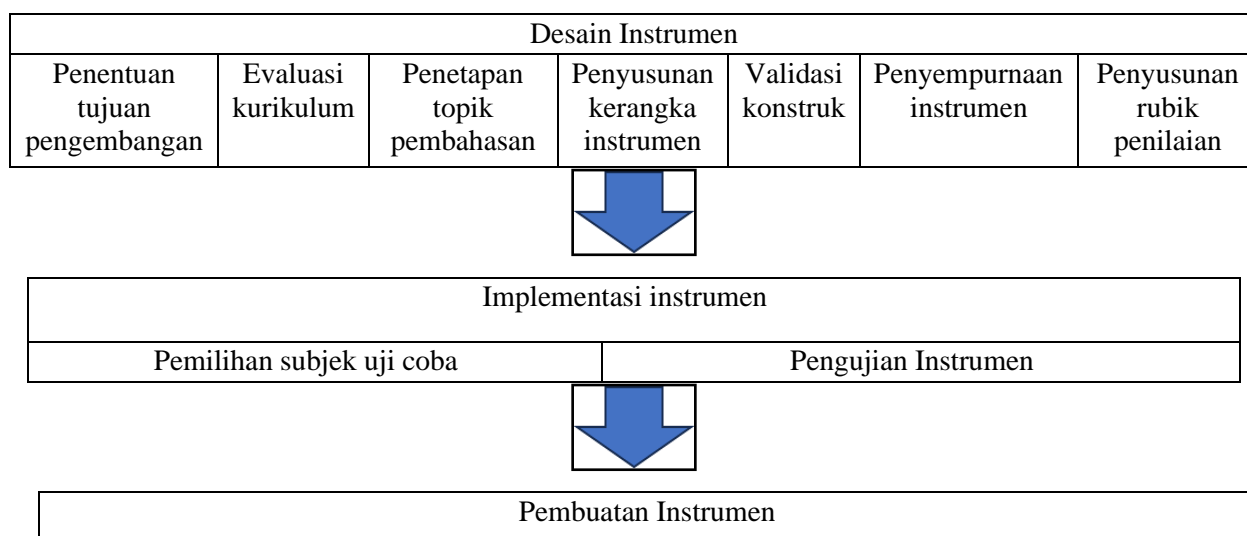 Desain Instrumen
Penentuan
tujuan
pengembangan
Evaluasi
kurikulum
Penetapan
topik
pembahasan
Penyusunan
kerangka
instrumen
Validasi
konstruk
Penyempurnaan
instrumen
Penyusunan
rubik
penilaian
Implementasi instrumen
Pemilihan subjek uji coba
Pengujian Instrumen
Pembuatan Instrumen